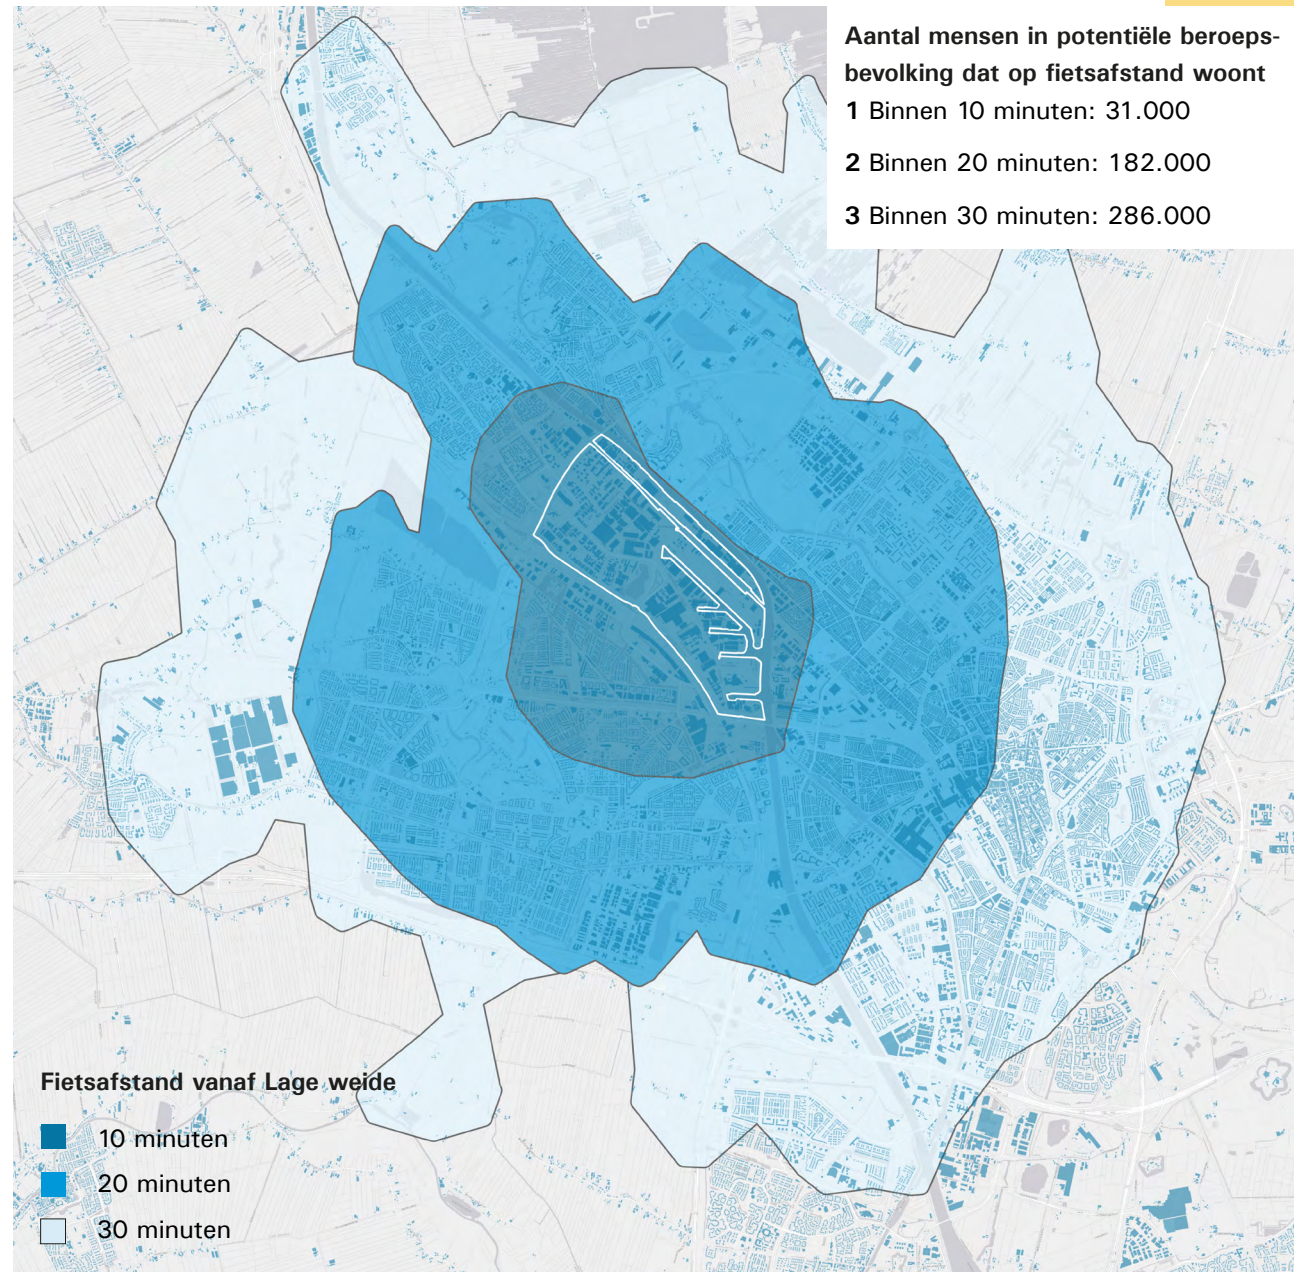 Aantal mensen in potentiële beroeps-
bevolking dat op fietsafstand woont
1 Binnen 10 minuten: 31.000
2 Binnen 20 minuten: 182.000
3 Binnen 30 minuten: 286.000
Fietsafstand vanaf Lage weide
10 minuten
20 minuten
30 minuten